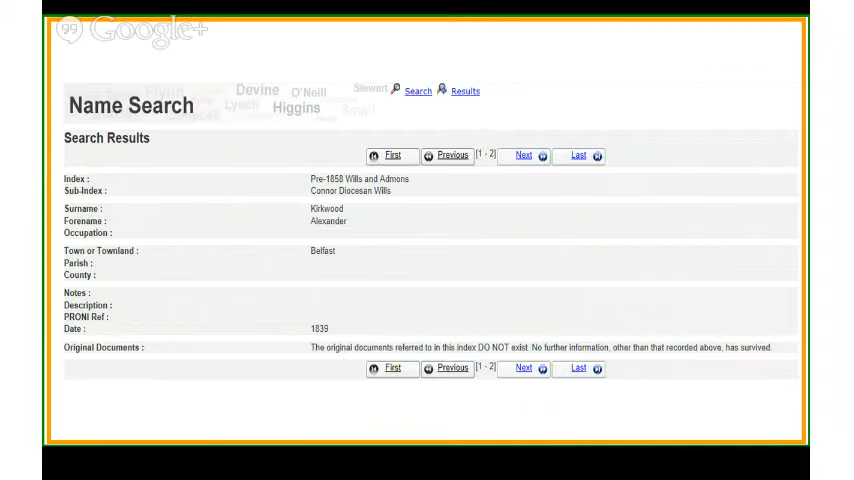 Google+
Devine O'Neill Stewart Search Results
Flynn
Lynch Higgins Small
Name Search
Search Results
First Previous [1 - 2] Next Last
Index : Pre-1858 Wills and Admons
Sub-Index : Connor Diocesan Wills
Surname : Kirkwood
Forename : Alexander
Occupation :
Town or Townland : Belfast
Parish :
County :
Notes :
Description :
PRONI Ref :
Date : 1839
Original Documents : The original documents referred to in this index DO NOT exist. No further information, other than that recorded above, has survived.
First Previous [1 - 2] Next Last